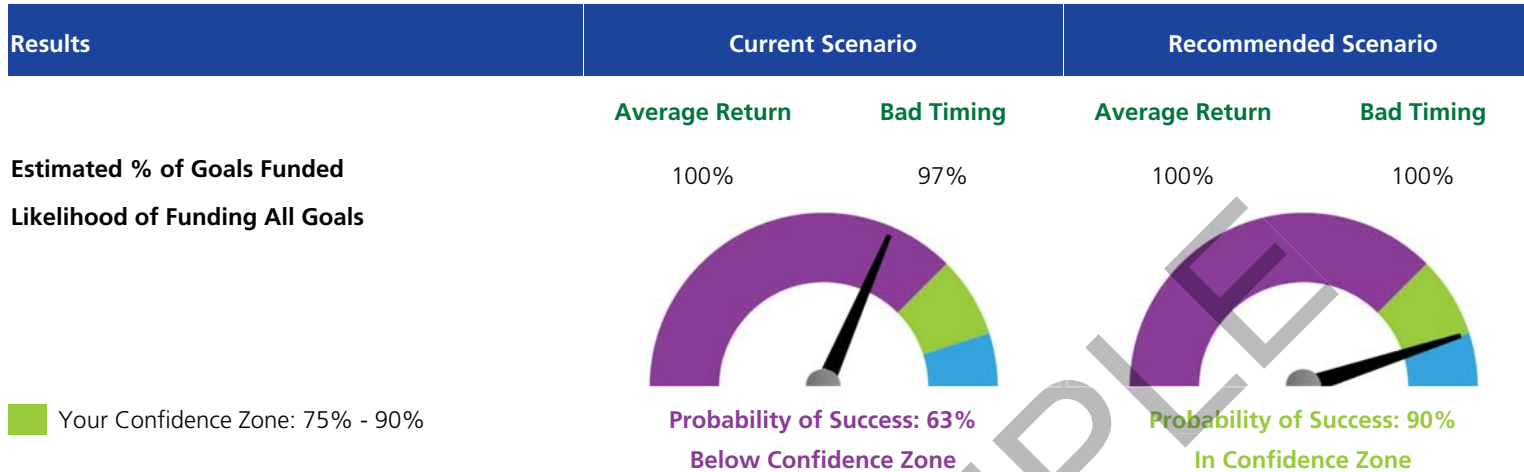 Results Current Scenario Recommended Scenario
Average Return Bad Timing Average Return Bad Timing
Estimated % of Goals Funded 100% 97% 100% 100%
Likelihood of Funding All Goals
Your Confidence Zone: 75% - 90%
Probability of Success: 63% Probability of Success: 90%
Below Confidence Zone In Confidence Zone